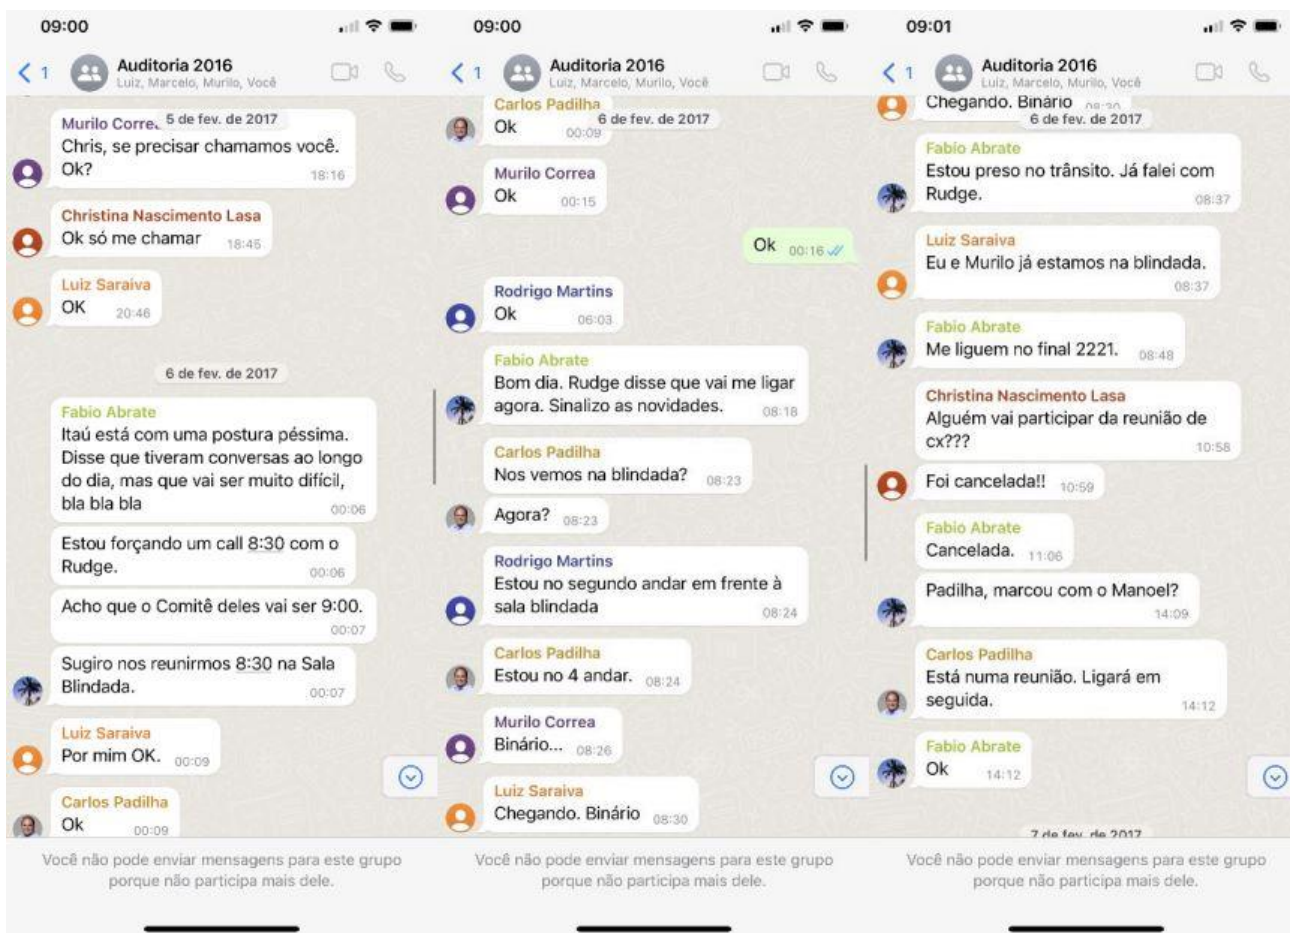 09:00
1
Auditoria 2016
Luiz, Marcelo, Murilo, Você
5 de fev. de 2017
Murilo Corre
Chris, se precisar chamamos você.
Ok?
18:16
Christina Nascimento Lasa
Ok só me chamar 18:45
Luiz Saraiva
OK 20:46
6 de fev. de 2017
Fabio Abrate
Itaú está com uma postura péssima.
Disse que tiveram conversas ao longo
do dia, mas que vai ser muito difícil,
bla bla bla
00:06
Estou forçando um call 8:30 com o
Rudge.
00:06
Acho que o Comitê deles vai ser 9:00.
00:07
Sugiro nos reunirmos 8:30 na Sala
Blindada.
00:07
Luiz Saraiva
Por mim OK. 00:09
Carlos Padilha
Ok 00:09
Você não pode enviar mensagens para este grupo
porque não participa mais dele.
09:00
1
Auditoria 2016
Luiz, Marcelo, Murilo, Você
Carlos Padilha
6 de fev. de 2017
Ok 00:09
Murilo Correa
Ok 00:15
Ok 00:16
Rodrigo Martins
Ok 06:03
Fabio Abrate
Bom dia. Rudge disse que vai me ligar
agora. Sinalizo as novidades. 08:18
Carlos Padilha
Nos vemos na blindada? 08:23
Agora? 08:23
Rodrigo Martins
Estou no segundo andar em frente à
sala blindada 08:24
Carlos Padilha
Estou no 4 andar. 08:24
Murilo Correa
Binário... 08:26
Luiz Saraiva
Chegando. Binário 08:30
Você não pode enviar mensagens para este grupo
porque não participa mais dele.
09:01
1
Auditoria 2016
Luiz, Marcelo, Murilo, Você
Chegando. Binário 08:30
6 de fev. de 2017
Fabio Abrate
Estou preso no trânsito. Já falei com
Rudge. 08:37
Luiz Saraiva
Eu e Murilo já estamos na blindada.
08:37
Fabio Abrate
Me liguem no final 2221. 08:48
Christina Nascimento Lasa
Alguém vai participar da reunião de
cx??? 10:58
Foi cancelada!! 10:59
Fabio Abrate
Cancelada. 11:06
Padilha, marcou com o Manoel?
14:09
Carlos Padilha
Está numa reunião. Ligará em
seguida. 14:12
Fabio Abrate
Ok 14:12
7 de fev. de 2017
Você não pode enviar mensagens para este grupo
porque não participa mais dele.